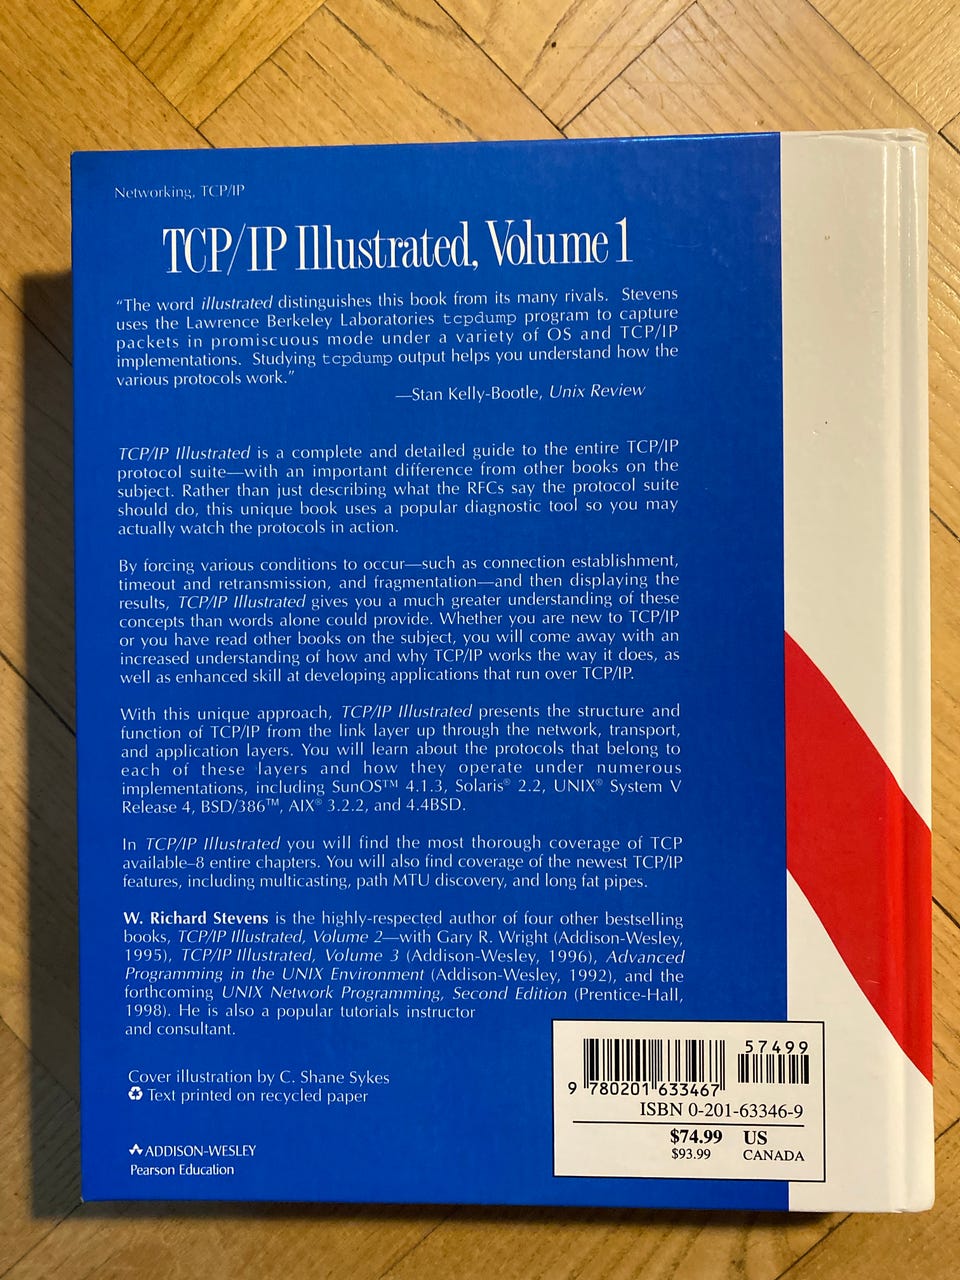 Networking, TCP/IP
TCP/IP Illustrated, Volume 1
“The word illustrated distinguishes this book from its many rivals. Stevens
uses the Lawrence Berkeley Laboratories tcpdump program to capture
packets in promiscuous mode under a variety of OS and TCP/IP
implementations. Studying tcpdump output helps you understand how the
various protocols work.”
—Stan Kelly-Bootle, Unix Review
TCP/IP Illustrated is a complete and detailed guide to the entire TCP/IP
protocol suite—with an important difference from other books on the
subject. Rather than just describing what the RFCs say the protocol suite
should do, this unique book uses a popular diagnostic tool so you may
actually watch the protocols in action.
By forcing various conditions to occur—such as connection establishment,
timeout and retransmission, and fragmentation—and then displaying the
results, TCP/IP Illustrated gives you a much greater understanding of these
concepts than words alone could provide. Whether you are new to TCP/IP
or you have read other books on the subject, you will come away with an
increased understanding of how and why TCP/IP works the way it does, as
well as enhanced skill at developing applications that run over TCP/IP.
With this unique approach, TCP/IP Illustrated presents the structure and
function of TCP/IP from the link layer up through the network, transport,
and application layers. You will learn about the protocols that belong to
each of these layers and how they operate under numerous
implementations, including SunOS™ 4.1.3, Solaris® 2.2, UNIX® System V
Release 4, BSD/386™, AIX® 3.2.2, and 4.4BSD.
In TCP/IP Illustrated you will find the most thorough coverage of TCP
available–8 entire chapters. You will also find coverage of the newest TCP/IP
features, including multicasting, path MTU discovery, and long fat pipes.
W. Richard Stevens is the highly-respected author of four other bestselling
books, TCP/IP Illustrated, Volume 2—with Gary R. Wright (Addison-Wesley,
1995), TCP/IP Illustrated, Volume 3 (Addison-Wesley, 1996), Advanced
Programming in the UNIX Environment (Addison-Wesley, 1992), and the
forthcoming UNIX Network Programming, Second Edition (Prentice-Hall,
1998). He is also a popular tutorials instructor
and consultant.
Cover illustration by C. Shane Sykes
Text printed on recycled paper
ADDISON-WESLEY
Pearson Education
57499
9 780201 633467
ISBN 0-201-63346-9
$74.99 US
$93.99 CANADA